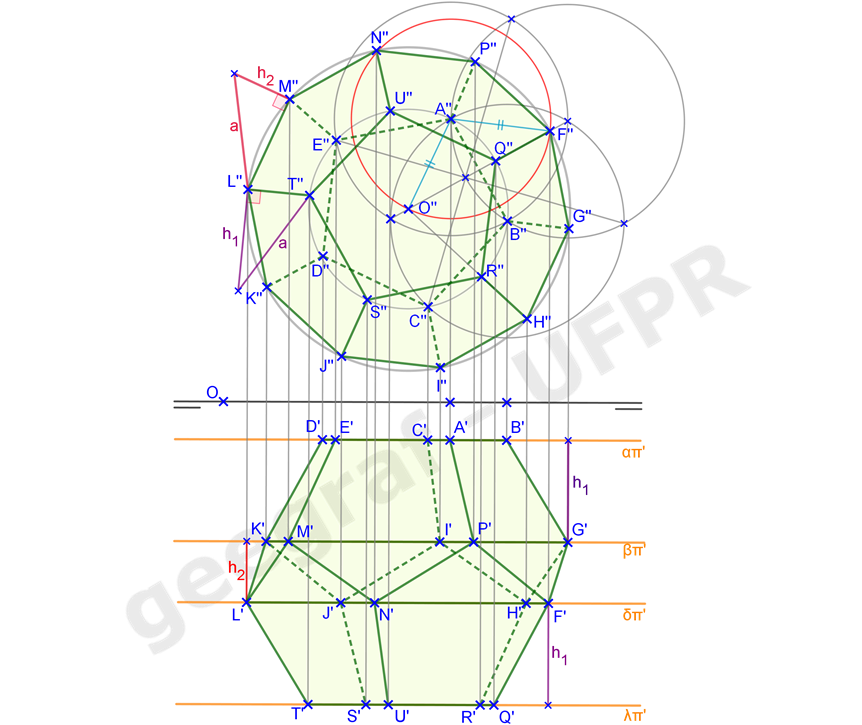 N"
P"
h₂
M"
U"
A"
=
F"
a
E"
Q"
=
L"
T"
O"
G"
B"
h₁
a
D"
R"
K"
S"
C"
H"
J"
I"
O
D' E' C' A' B'
απ'
h₁
K' M' I' P' G'
βπ'
h₂
L' J' N' H' F'
δπ'
h₁
T' S' U' R' Q'
λπ'
geograf - UFPR